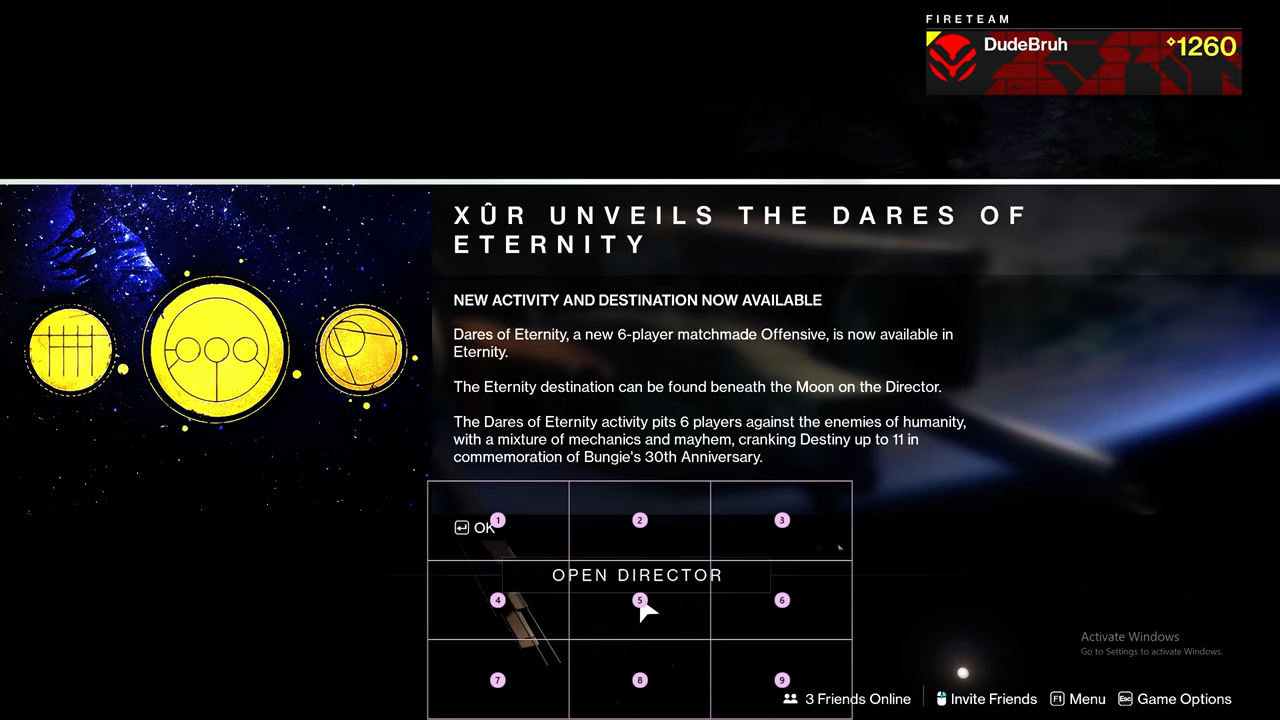 FIRETEAM
DudeBruh
1260
XÛR UNVEILS THE DARES OF
ETERNITY
NEW ACTIVITY AND DESTINATION NOW AVAILABLE
Dares of Eternity, a new 6-player matchmade Offensive, is now available in
Eternity.
The Eternity destination can be found beneath the Moon on the Director.
The Dares of Eternity activity pits 6 players against the enemies of humanity,
with a mixture of mechanics and mayhem, cranking Destiny up to 11 in
commemoration of Bungie's 30th Anniversary.
1 2 3
OK
OPEN DIRECTOR
4 5 6
Activate Windows
Go to Settings to activate Windows.
7 8 9
3 Friends Online Invite Friends F1 Menu Esc Game Options